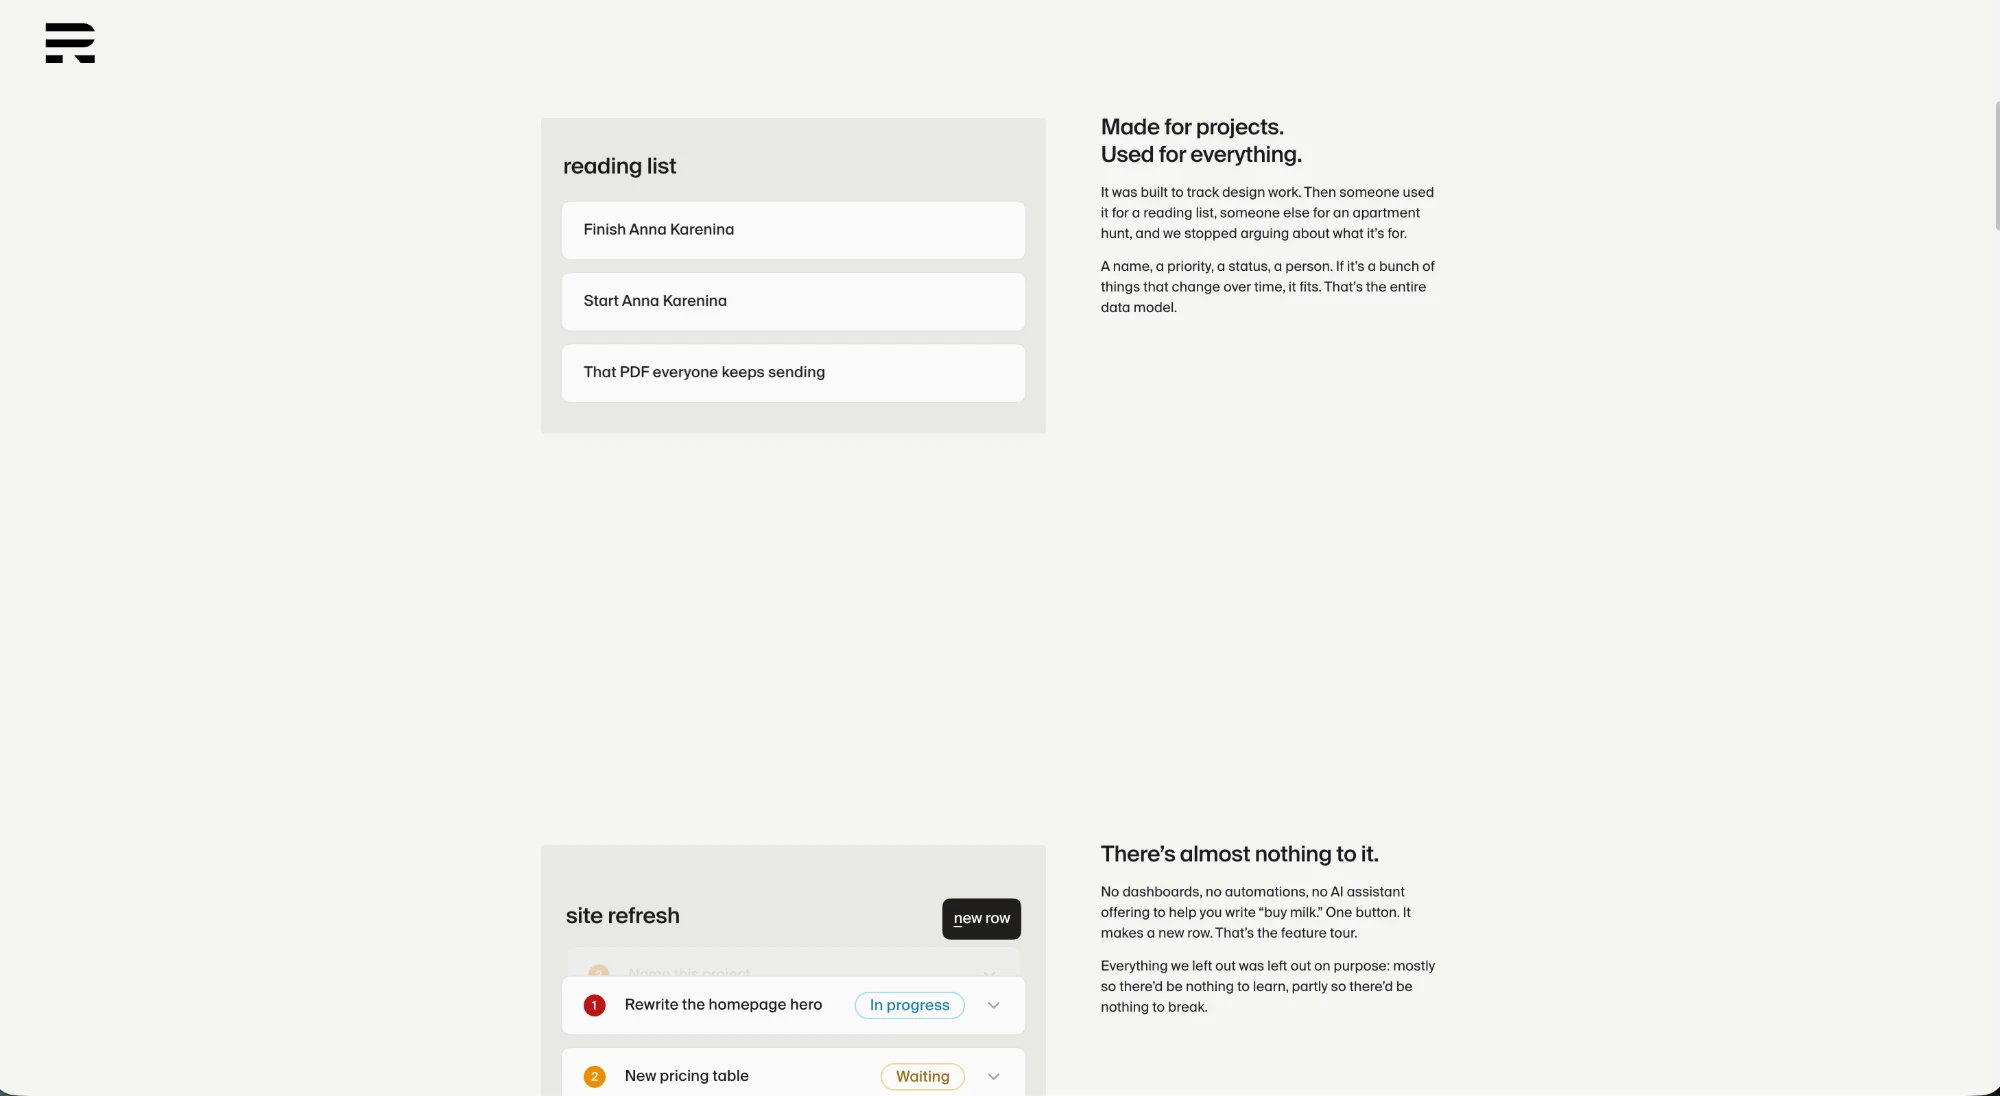 reading list
Finish Anna Karenina
Start Anna Karenina
That PDF everyone keeps sending
Made for projects.
Used for everything.
It was built to track design work. Then someone used
it for a reading list, someone else for an apartment
hunt, and we stopped arguing about what it’s for.
A name, a priority, a status, a person. If it’s a bunch of
things that change over time, it fits. That’s the entire
data model.
site refresh
new row
Name this project
1 Rewrite the homepage hero In progress
2 New pricing table Waiting
There’s almost nothing to it.
No dashboards, no automations, no AI assistant
offering to help you write “buy milk.” One button. It
makes a new row. That’s the feature tour.
Everything we left out was left out on purpose: mostly
so there’d be nothing to learn, partly so there’d be
nothing to break.